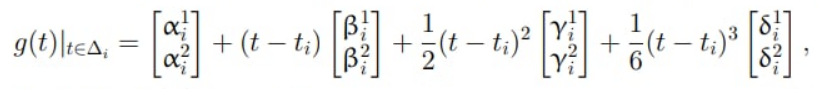 g(t)|_{t∈Δ_i} = [α_i^1 α_i^2] + (t − t_i) [β_i^1 β_i^2] + 1/2 (t − t_i)^2 [γ_i^1 γ_i^2] + 1/6 (t − t_i)^3 [δ_i^1 δ_i^2] ,